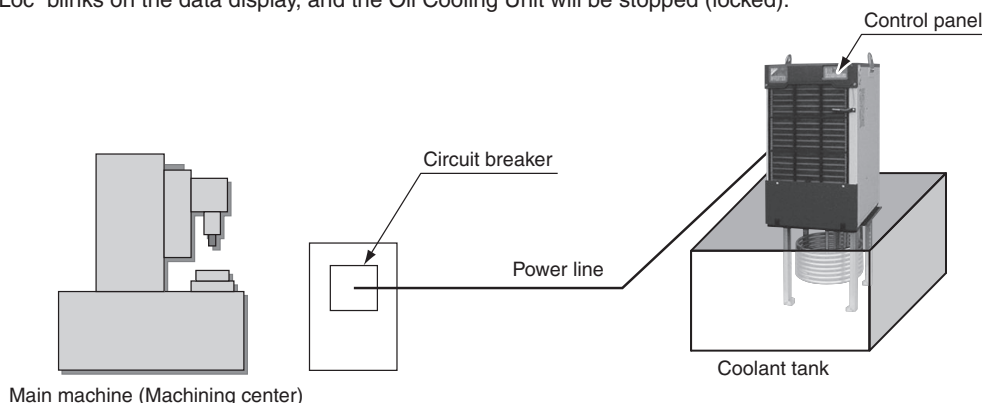 Loc" blinks on the data display, and the Oil Cooling Unit will be stopped (locked).
Control panel
Circuit breaker
Power line
Coolant tank
Main machine (Machining center)